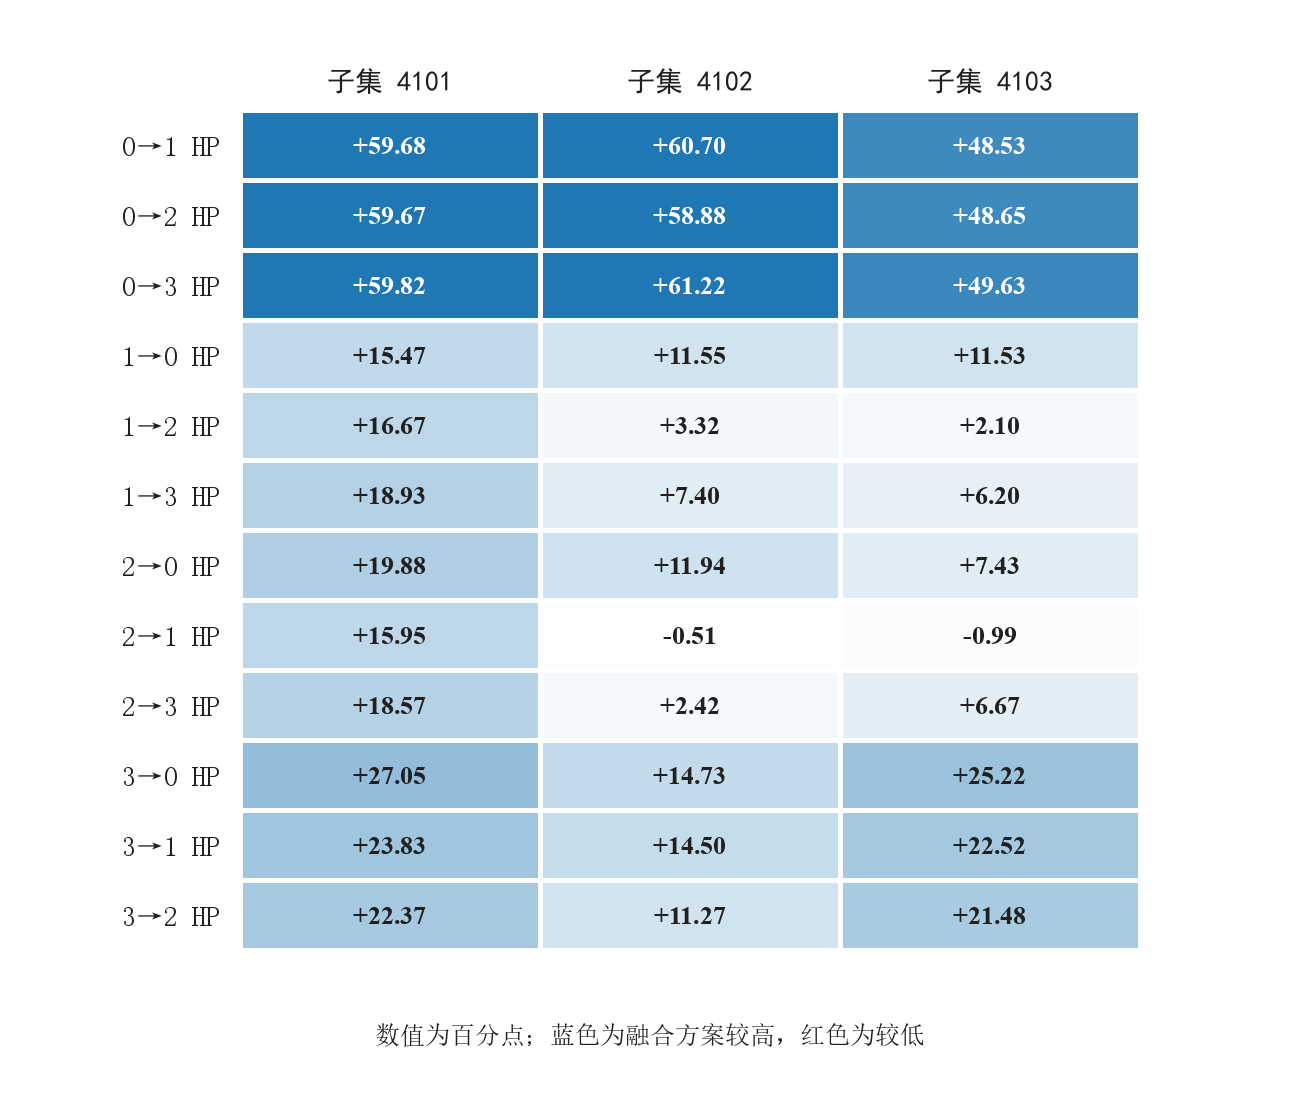 子集 4101 子集 4102 子集 4103
0→1 HP +59.68 +60.70 +48.53
0→2 HP +59.67 +58.88 +48.65
0→3 HP +59.82 +61.22 +49.63
1→0 HP +15.47 +11.55 +11.53
1→2 HP +16.67 +3.32 +2.10
1→3 HP +18.93 +7.40 +6.20
2→0 HP +19.88 +11.94 +7.43
2→1 HP +15.95 -0.51 -0.99
2→3 HP +18.57 +2.42 +6.67
3→0 HP +27.05 +14.73 +25.22
3→1 HP +23.83 +14.50 +22.52
3→2 HP +22.37 +11.27 +21.48
数值为百分点；蓝色为融合方案较高，红色为较低